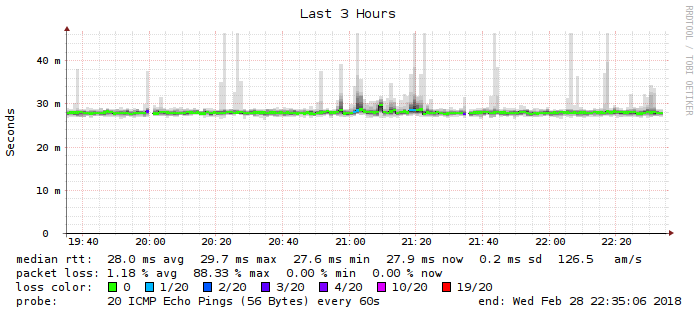 Last 3 Hours
RRDTOOL / TOBI OETIKER
Seconds
40 m
30 m
20 m
10 m
0
19:40 20:00 20:20 20:40 21:00 21:20 21:40 22:00 22:20
median rtt: 28.0 ms avg 29.7 ms max 27.6 ms min 27.9 ms now 0.2 ms sd 126.5 am/s
packet loss: 1.18 % avg 88.33 % max 0.00 % min 0.00 % now
loss color: 0 1/20 2/20 3/20 4/20 10/20 19/20
probe: 20 ICMP Echo Pings (56 Bytes) every 60s end: Wed Feb 28 22:35:06 2018